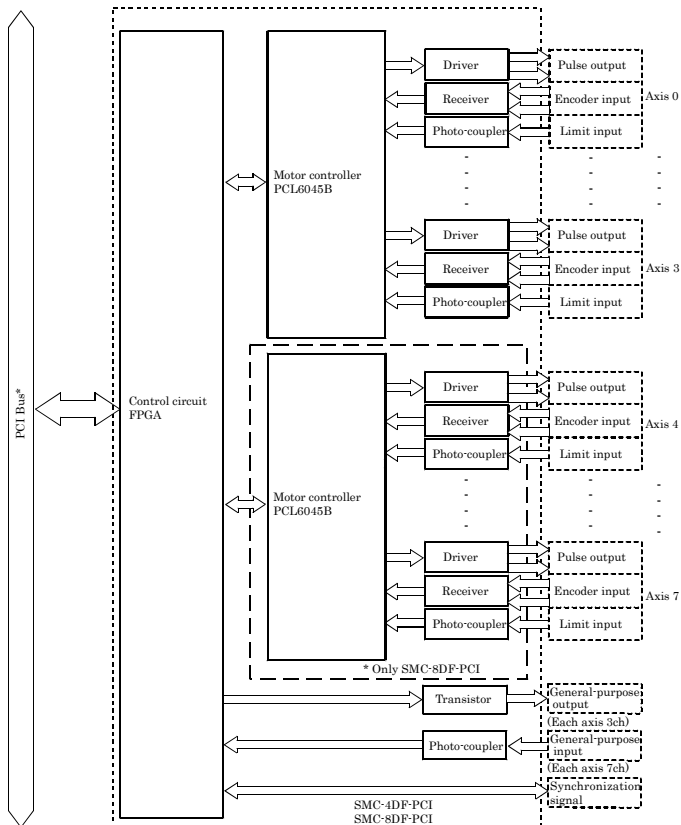 PCI Bus*
Control circuit
FPGA
Motor controller
PCL6045B
Driver
Pulse output
Receiver
Encoder input
Axis 0
Photo-coupler
Limit input
Driver
Pulse output
Receiver
Encoder input
Axis 3
Photo-coupler
Limit input
Motor controller
PCL6045B
Driver
Pulse output
Receiver
Encoder input
Axis 4
Photo-coupler
Limit input
Driver
Pulse output
Receiver
Encoder input
Axis 7
Photo-coupler
Limit input
* Only SMC-8DF-PCI
Transistor
General-purpose
output
(Each axis 3ch)
Photo-coupler
General-purpose
input
(Each axis 7ch)
Synchronization
signal
SMC-4DF-PCI
SMC-8DF-PCI